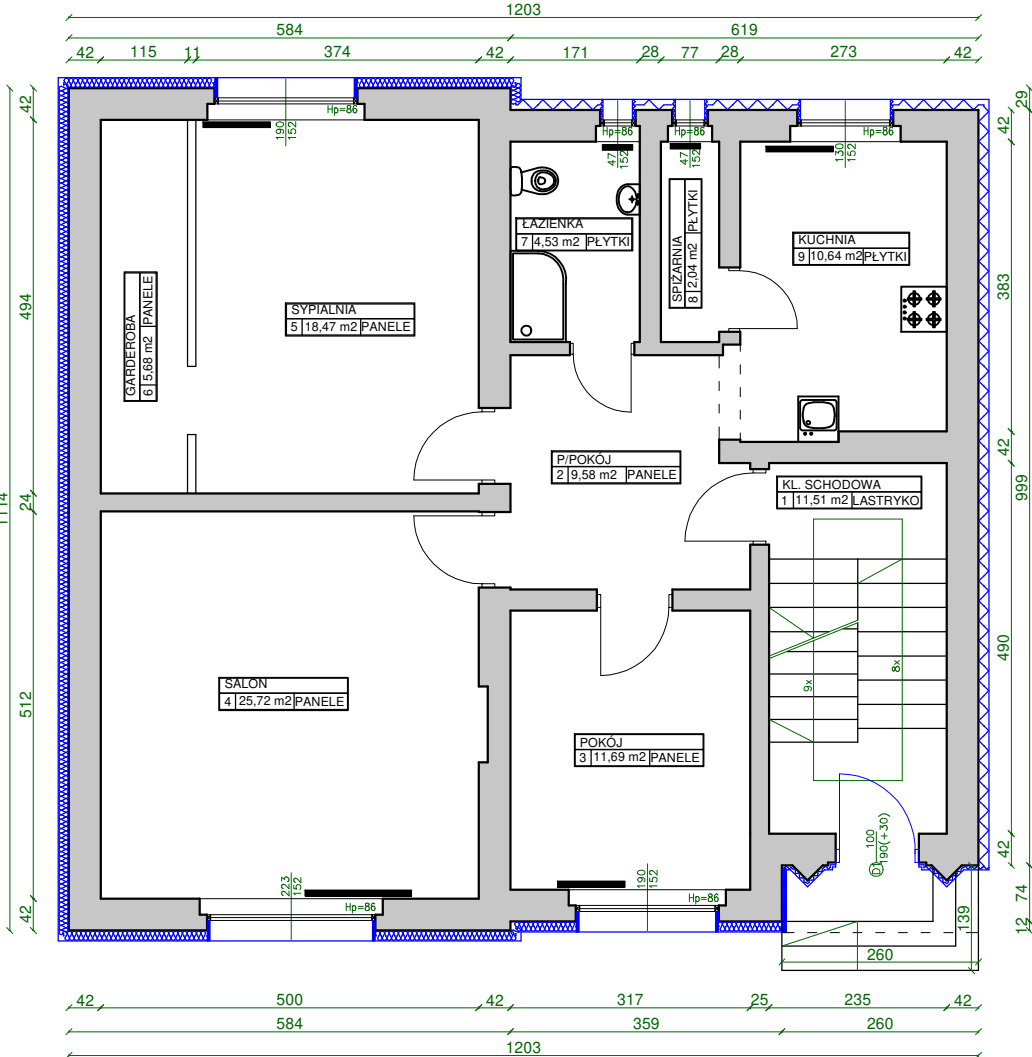 1203
584 619
42 115 11 374 42 171 28 77 28 273 42
42
494
24
512
42
1114
29
42
383
42
490
42
999
74
12
Hp=86
190
152
Hp=86
47
152
Hp=86
47
152
Hp=86
130
152
ŁAZIENKA
7 4,53 m2 PŁYTKI
SPIŻARNIA
8 2,04 m2 PŁYTKI
KUCHNIA
9 10,64 m2 PŁYTKI
GARDEROBA
6 5,68 m2 PANELE
SYPIALNIA
5 18,47 m2 PANELE
P/POKÓJ
2 9,58 m2 PANELE
KL. SCHODOWA
1 11,51 m2 LASTRYKO
9x
8x
SALON
4 25,72 m2 PANELE
POKÓJ
3 11,69 m2 PANELE
D1
100
190(+30)
223
152
Hp=86
190
152
Hp=86
139
260
42 500 42 317 25 235 42
584 359 260
1203